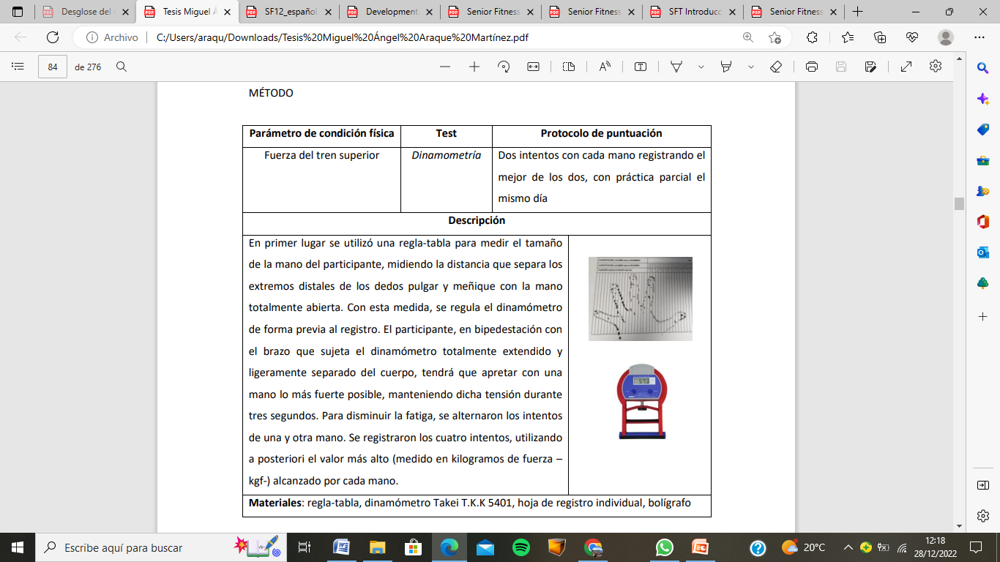 Desglose del
Tesis Miguel Á
SF12_español
Development
Senior Fitness
Senior Fitness
SFT Introducc
Senior Fitness
Archivo
C:/Users/araqu/Downloads/Tesis%20Miguel%20Ángel%20Araque%20Martínez.pdf
84 de 276
MÉTODO
Parámetro de condición física Test Protocolo de puntuación
Fuerza del tren superior Dinamometría Dos intentos con cada mano registrando el
mejor de los dos, con práctica parcial el
mismo día
Descripción
En primer lugar se utilizó una regla-tabla para medir el tamaño
de la mano del participante, midiendo la distancia que separa los
extremos distales de los dedos pulgar y meñique con la mano
totalmente abierta. Con esta medida, se regula el dinamómetro
de forma previa al registro. El participante, en bipedestación con
el brazo que sujeta el dinamómetro totalmente extendido y
ligeramente separado del cuerpo, tendrá que apretar con una
mano lo más fuerte posible, manteniendo dicha tensión durante
tres segundos. Para disminuir la fatiga, se alternaron los intentos
de una y otra mano. Se registraron los cuatro intentos, utilizando
a posteriori el valor más alto (medido en kilogramos de fuerza –
kgf-) alcanzado por cada mano.
Materiales: regla-tabla, dinamómetro Takei T.K.K 5401, hoja de registro individual, bolígrafo
Escribe aquí para buscar
20°C
12:18
28/12/2022